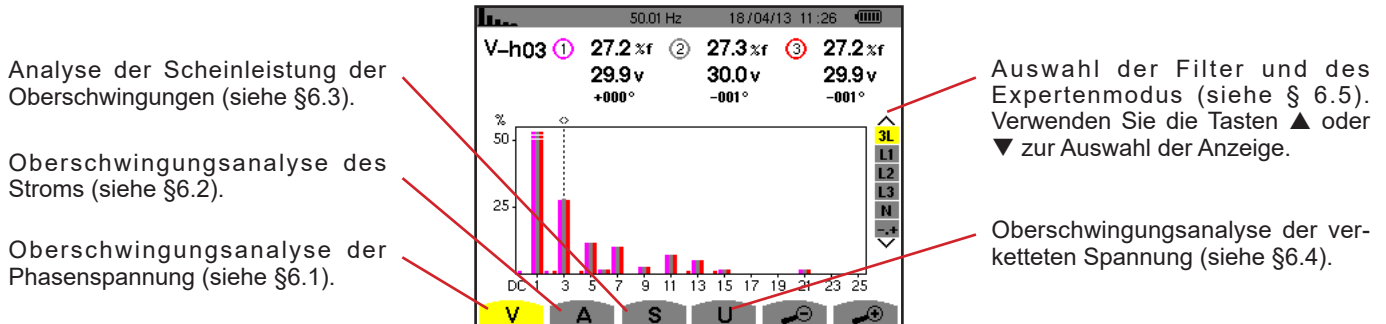 50.01 Hz 18/04/13 11:26
V-h03 1 27.2 %f 2 27.3 %f 3 27.2 %f
29.9 v 30.0 v 29.9 v
+000° -001° -001°
Analyse der Scheinleistung der
Oberschwingungen (siehe §6.3).
Oberschwingungsanalyse des
Stroms (siehe §6.2).
Oberschwingungsanalyse der
Phasenspannung (siehe §6.1).
%
50
25
DC 1 3 5 7 9 11 13 15 17 19 21 23 25
3L
L1
L2
L3
N
-.+
V A S U
Auswahl der Filter und des
Expertenmodus (siehe § 6.5).
Verwenden Sie die Tasten ▲ oder
▼ zur Auswahl der Anzeige.
Oberschwingungsanalyse der ver-
ketteten Spannung (siehe §6.4).